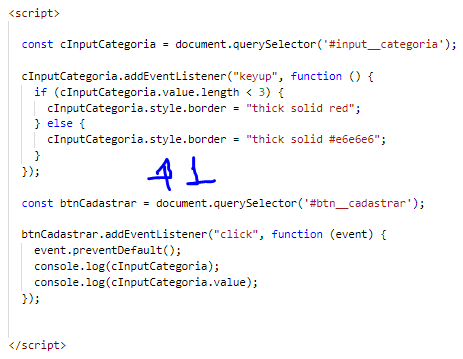 <script>
const cInputCategoria = document.querySelector('#input__categoria');
cInputCategoria.addEventListener("keyup", function () {
if (cInputCategoria.value.length < 3) {
cInputCategoria.style.border = "thick solid red";
} else {
cInputCategoria.style.border = "thick solid #e6e6e6";
}
});
const btnCadastrar = document.querySelector('#btn__cadastrar');
btnCadastrar.addEventListener("click", function (event) {
event.preventDefault();
console.log(cInputCategoria);
console.log(cInputCategoria.value);
});
</script>